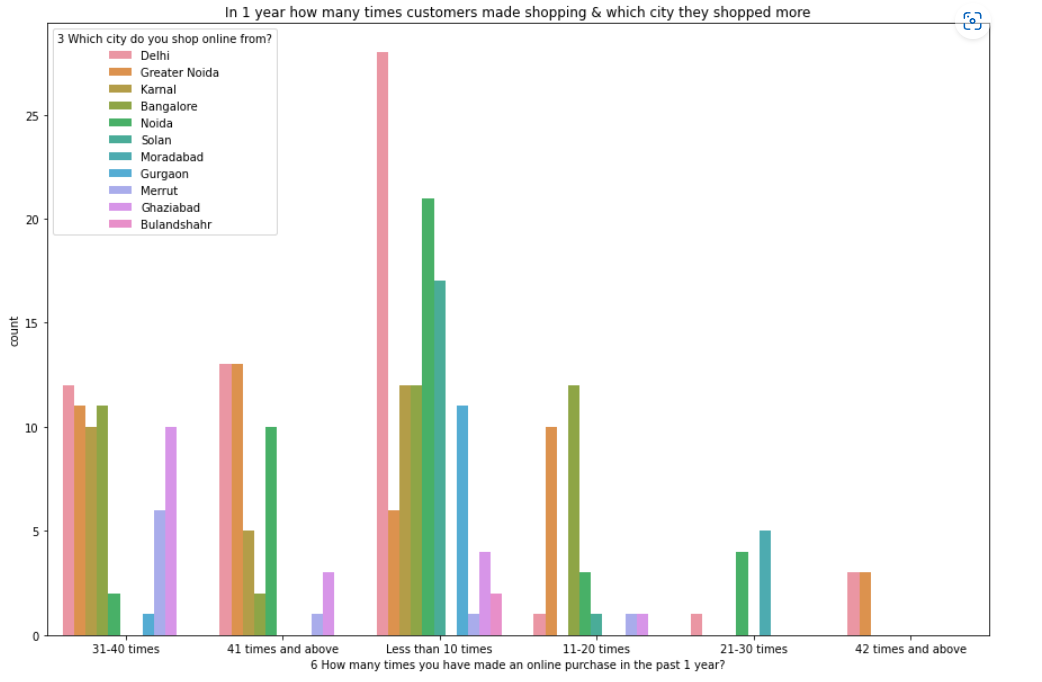 In 1 year how many times customers made shopping & which city they shopped more
3 Which city do you shop online from?
Delhi
Greater Noida
Karnal
Bangalore
Noida
Solan
Moradabad
Gurgaon
Merrut
Ghaziabad
Bulandshahr
25
20
15
10
5
0
count
31-40 times
41 times and above
Less than 10 times
11-20 times
21-30 times
42 times and above
6 How many times you have made an online purchase in the past 1 year?